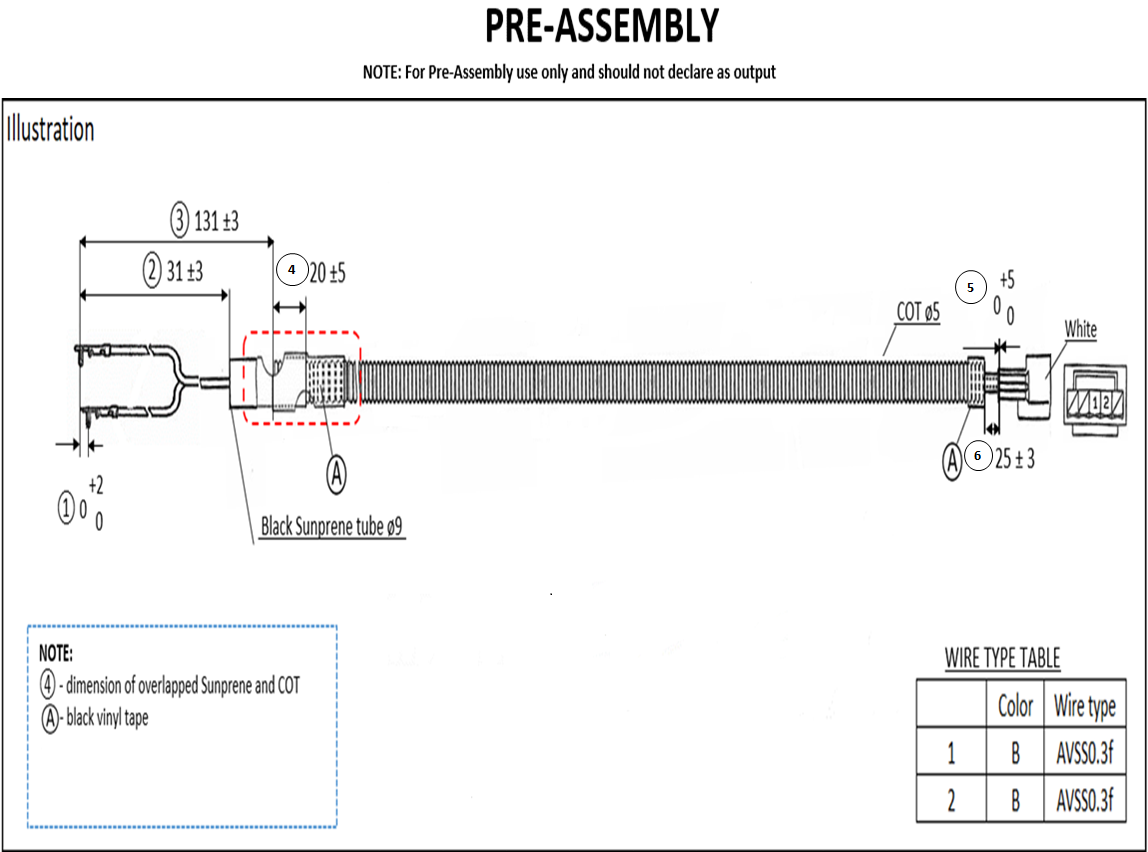 PRE-ASSEMBLY
NOTE: For Pre-Assembly use only and should not declare as output
Illustration
③ 131 ±3
② 31 ±3
④ 20 ±5
⑤ 0 +5 0
COT ø5
White
1 2
Ⓐ
Ⓐ
⑥ 25 ± 3
① 0 +2 0
Black Sunprene tube ø9
NOTE:
④ - dimension of overlapped Sunprene and COT
Ⓐ- black vinyl tape
WIRE TYPE TABLE
Color Wire type
1 B AVSS0.3f
2 B AVSS0.3f